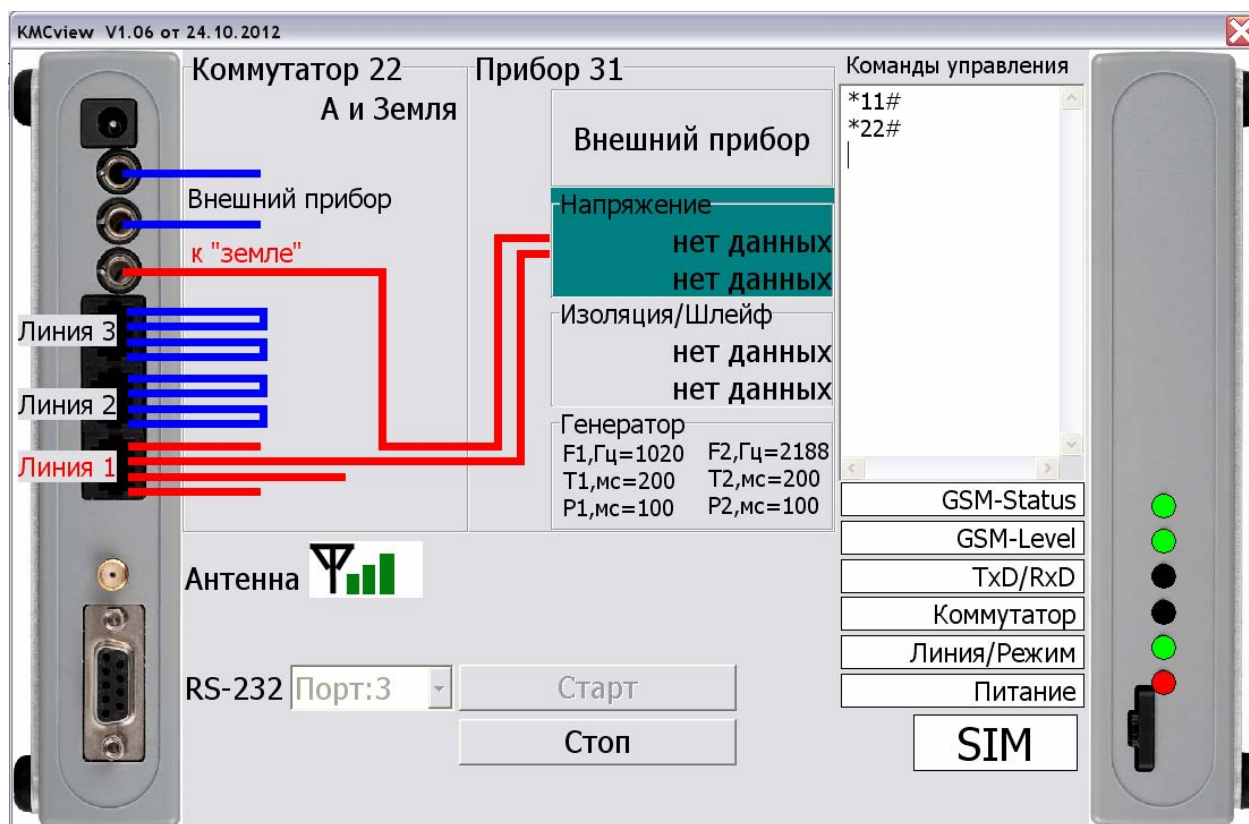 KMCview V1.06 от 24.10.2012
Коммутатор 22
А и Земля
Внешний прибор
к "земле"
Линия 3
Линия 2
Линия 1
Прибор 31
Внешний прибор
Напряжение
нет данных
нет данных
Изоляция/Шлейф
нет данных
нет данных
Генератор
F1,Гц=1020 F2,Гц=2188
T1,мс=200 T2,мс=200
P1,мс=100 P2,мс=100
Команды управления
*11#
*22#
GSM-Status
GSM-Level
TxD/RxD
Коммутатор
Линия/Режим
Питание
SIM
Антенна
RS-232 Порт:3
Старт
Стоп